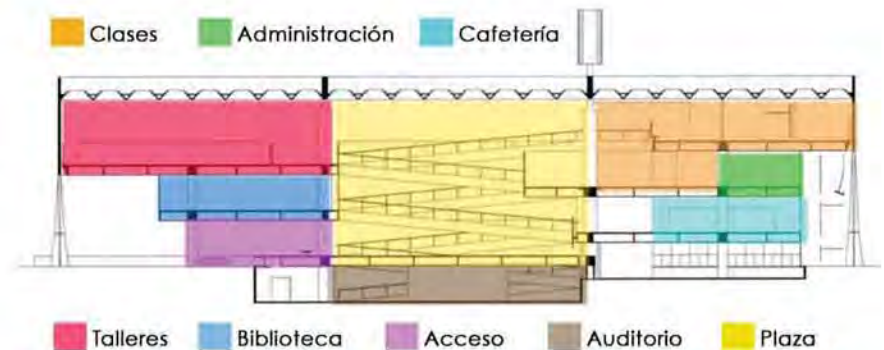 Clases Administración Cafetería
Talleres Biblioteca Acceso Auditorio Plaza